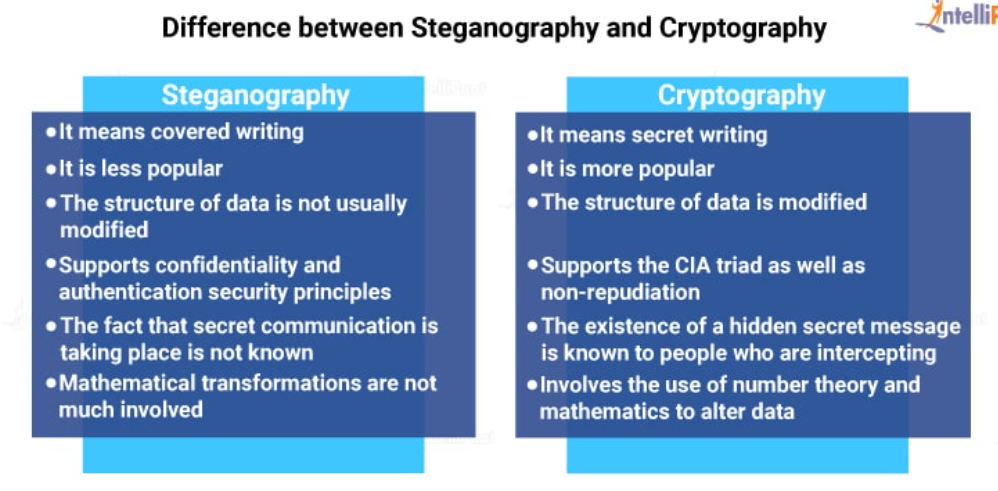 Difference between Steganography and Cryptography
Steganography
●It means covered writing
●It is less popular
●The structure of data is not usually
modified
●Supports confidentiality and
authentication security principles
●The fact that secret communication is
taking place is not known
●Mathematical transformations are not
much involved
Cryptography
●It means secret writing
●It is more popular
●The structure of data is modified
●Supports the CIA triad as well as
non-repudiation
●The existence of a hidden secret message
is known to people who are intercepting
●Involves the use of number theory and
mathematics to alter data